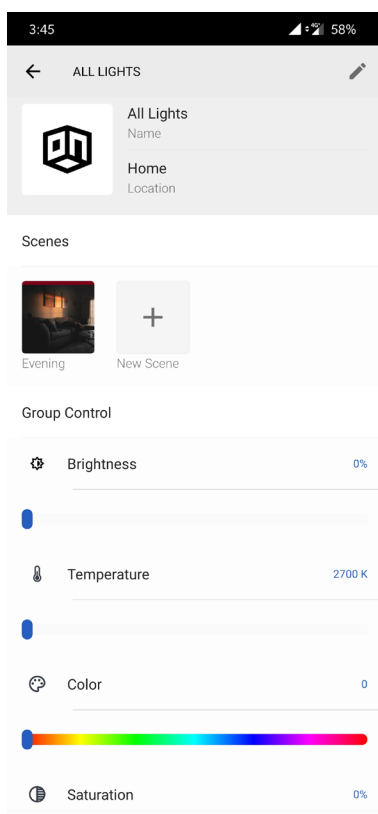 3:45
4G 58%
ALL LIGHTS
All Lights
Name
Home
Location
Scenes
Evening
New Scene
Group Control
Brightness
0%
Temperature
2700 K
Color
0
Saturation
0%